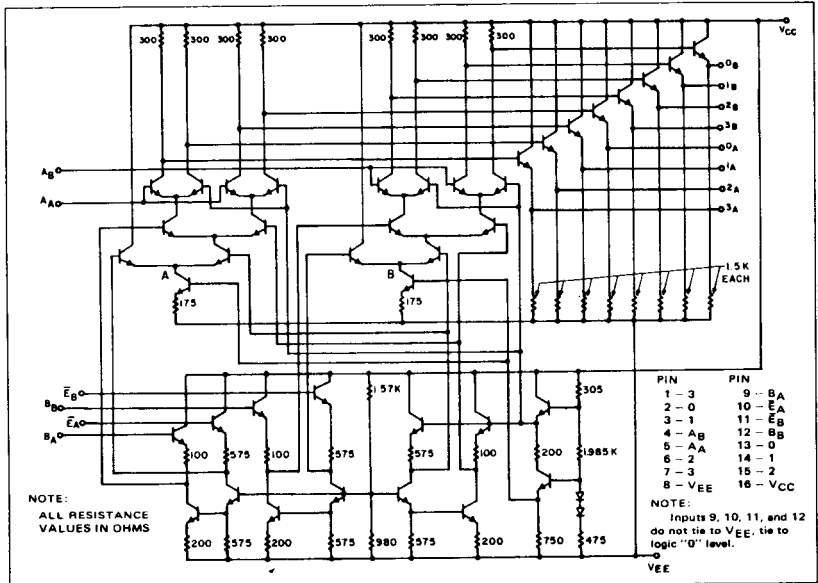 300 300 300 300 300 300 300 300
VCC
0B
1B
2B
3B
0A
1A
2A
3A
AB
AA
A
B
175
175
1.5K
EACH
ĒB
BB
ĒA
BA
1.57K
305
100 575 100 575 575 100 200 1.985K
200 575 200 575 980 575 200 750 475
VEE
NOTE:
ALL RESISTANCE
VALUES IN OHMS
PIN PIN
1 – 3 9 – BA
2 – 0 10 – ĒA
3 – 1 11 – ĒB
4 – AB 12 – BB
5 – AA 13 – 0
6 – 2 14 – 1
7 – 3 15 – 2
8 – VEE 16 – VCC
NOTE:
Inputs 9, 10, 11, and 12
do not tie to VEE, tie to
logic "0" level.